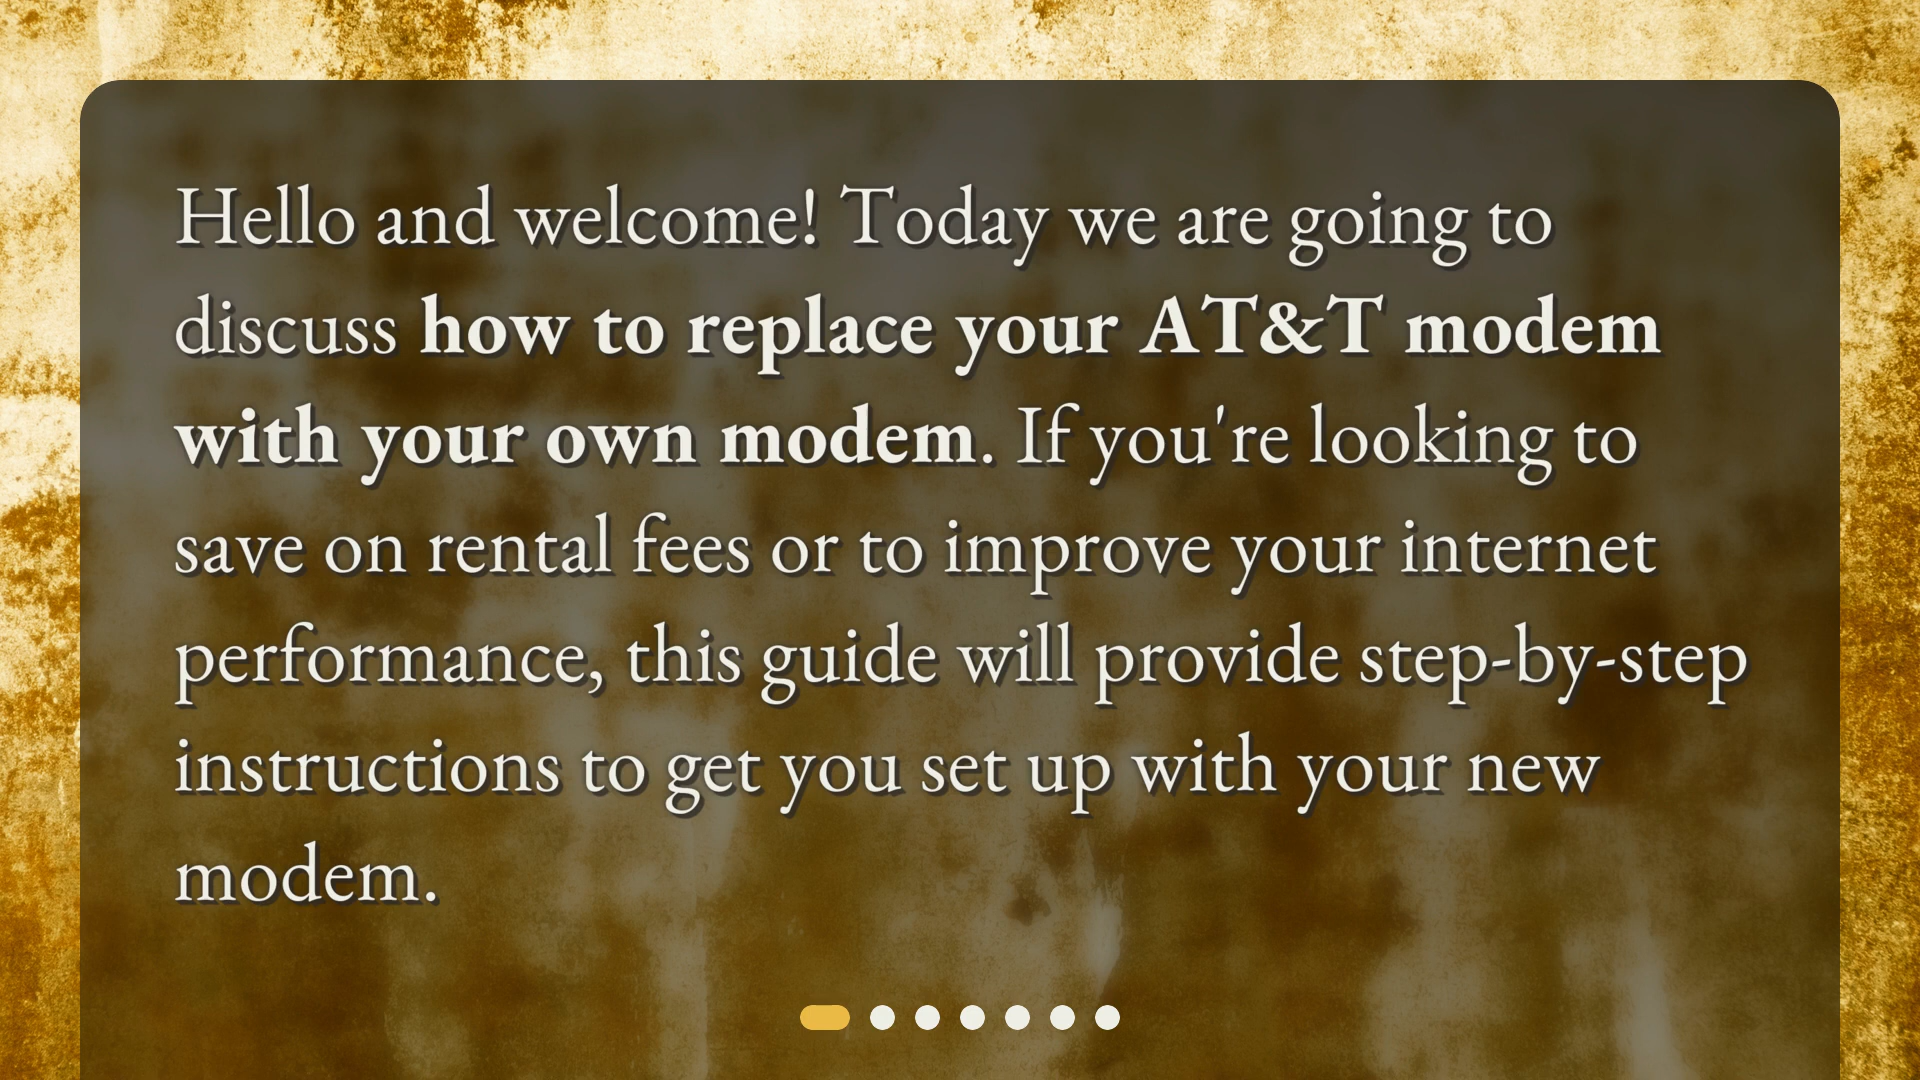 Hello and welcome! Today we are going to
discuss how to replace your AT&T modem
with your own modem. If you're looking to
save on rental fees or to improve your internet
performance, this guide will provide step-by-step
instructions to get you set up with your new
modem.